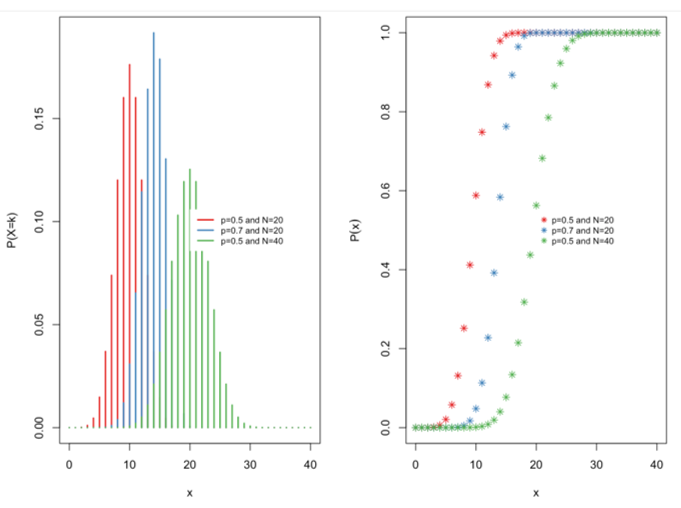 P(X=k)
0.15
0.10
0.05
0.00
p=0.5 and N=20
p=0.7 and N=20
p=0.5 and N=40
0 10 20 30 40
x
P(x)
1.0
0.8
0.6
0.4
0.2
0.0
p=0.5 and N=20
p=0.7 and N=20
p=0.5 and N=40
0 10 20 30 40
x